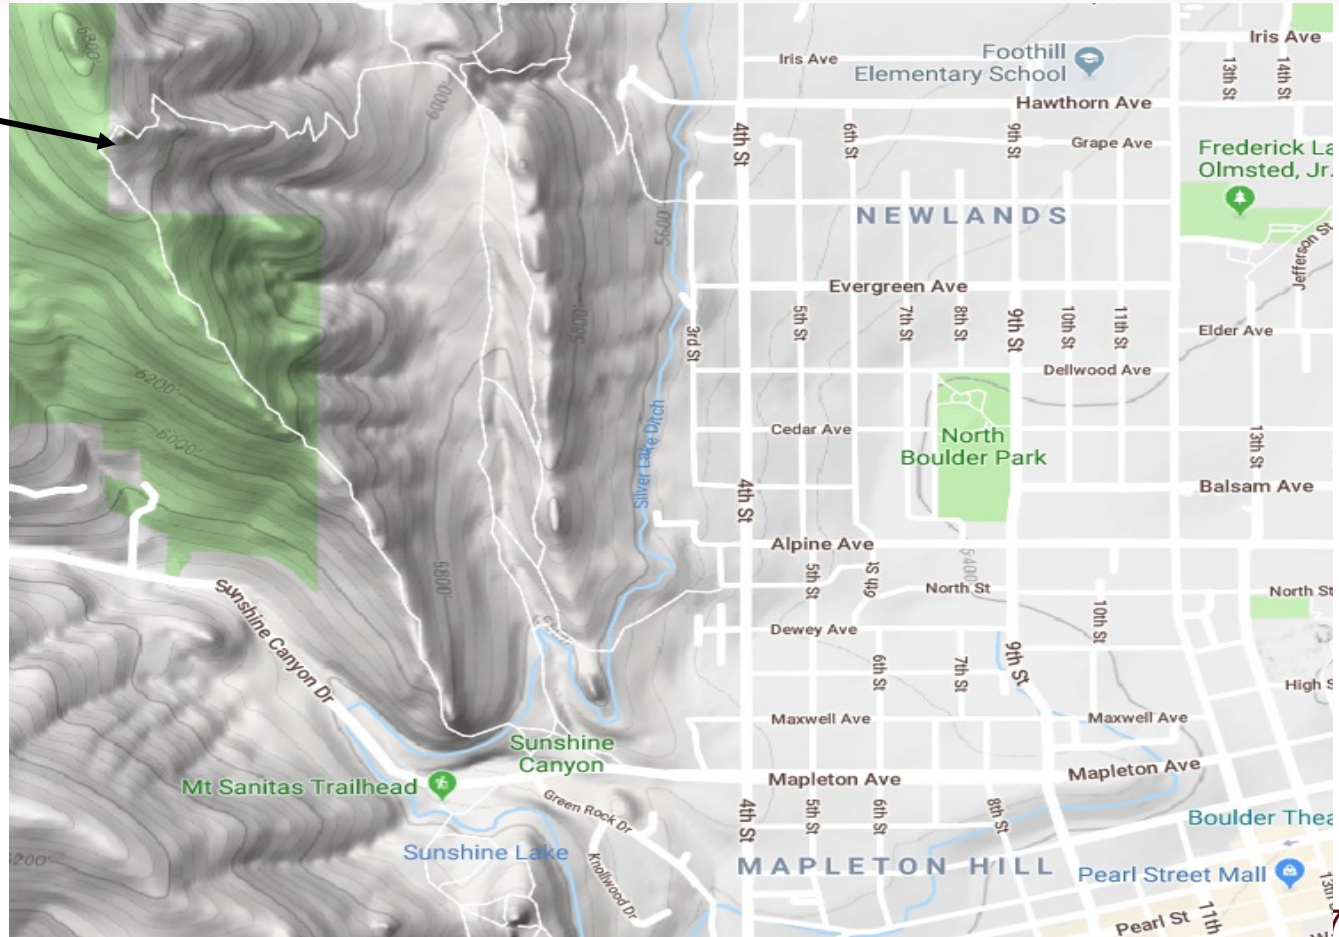 6800'
Iris Ave
Foothill
Elementary School
Iris Ave
13th St
14th St
6000'
Hawthorn Ave
4th St
6th St
9th St
Grape Ave
Frederick La
Olmsted, Jr.
NEWLANDS
5600'
Jefferson St
Evergreen Ave
5800'
3rd St
5th St
7th St
8th St
9th St
10th St
11th St
Elder Ave
6200'
Dellwood Ave
6000'
Silver Lake Ditch
Cedar Ave
North
Boulder Park
13th St
4th St
Balsam Ave
Alpine Ave
5400'
5800'
5th St
6th St
North St
North St
10th St
Sunshine Canyon Dr
Dewey Ave
6th St
7th St
9th St
High S
Maxwell Ave
Maxwell Ave
Sunshine
Canyon
Mt Sanitas Trailhead
Mapleton Ave
Mapleton Ave
Green Rock Dr
4th St
5th St
6th St
8th St
Boulder Thea
6200'
Sunshine Lake
Knollwood Dr
MAPLETON HILL
Pearl Street Mall
13th
Pearl St
11th
7